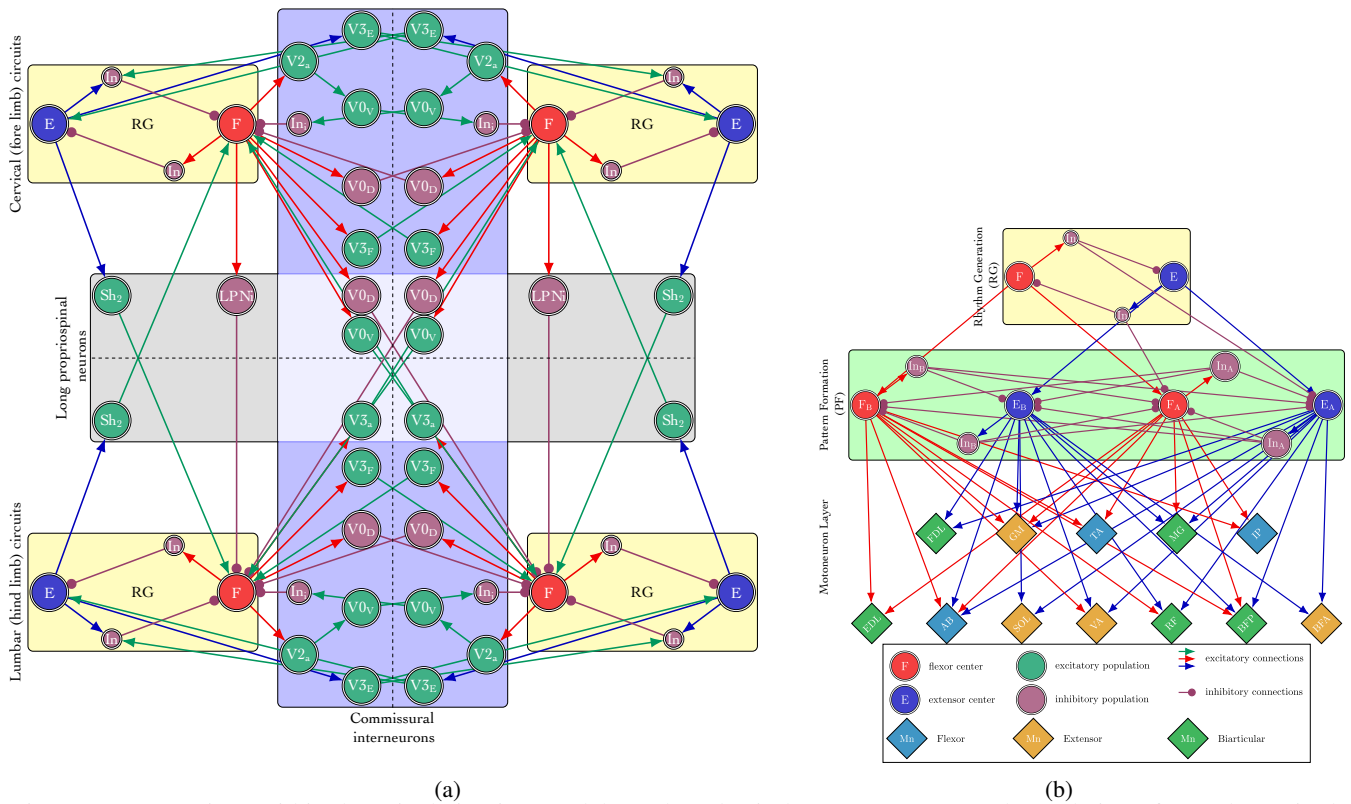 Cervical (fore limb) circuits
V3E V3E
V2a V2a
In In
V0V V0V
E RG F Ini Ini F RG E
In In
V0D V0D
V3F V3F
Long propriospinal
neurons
Sh2 LPNi V0D V0D LPNi Sh2
V0V V0V
Sh2 V3a V3a Sh2
Lumbar (hind limb) circuits
V3F V3F
V0D V0D
In In
E RG F Ini Ini F RG E
V0V V0V
In In
V2a V2a
V3E V3E
Commissural
interneurons
(a)
Rhythm Generation
(RG)
In
F E
In
Pattern Formation
(PF)
InB InA
FB EB FA EA
InB InA
Motoneuron Layer
FDL GM TA MG IP
EDL AB SOL VA RF BFP BFA
F flexor center excitatory population excitatory connections
E extensor center inhibitory population inhibitory connections
Mn Flexor Mn Extensor Mn Biarticular
(b)